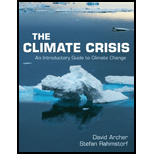 THE
CLIMATE CRISIS
An Introductory Guide to Climate Change
David Archer
Stefan Rahmstorf